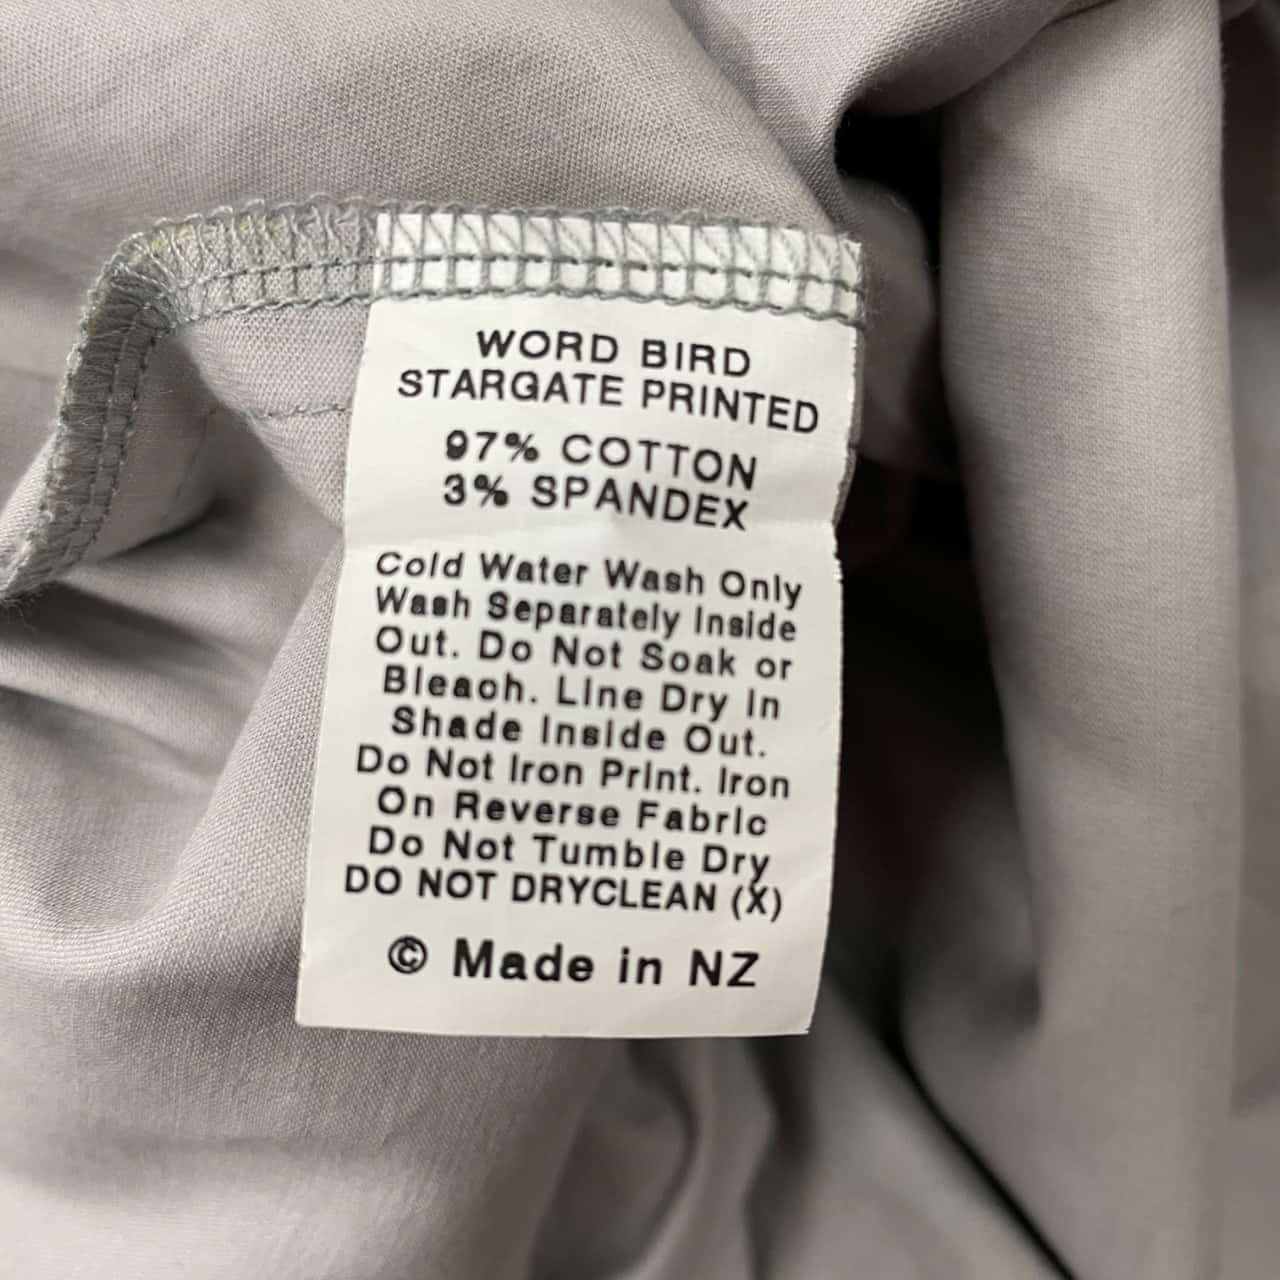 WORD BIRD
STARGATE PRINTED
97% COTTON
3% SPANDEX
Cold Water Wash Only
Wash Separately Inside
Out. Do Not Soak or
Bleach. Line Dry in
Shade Inside Out.
Do Not Iron Print. Iron
On Reverse Fabric
Do Not Tumble Dry
DO NOT DRYCLEAN (X)
© Made in NZ